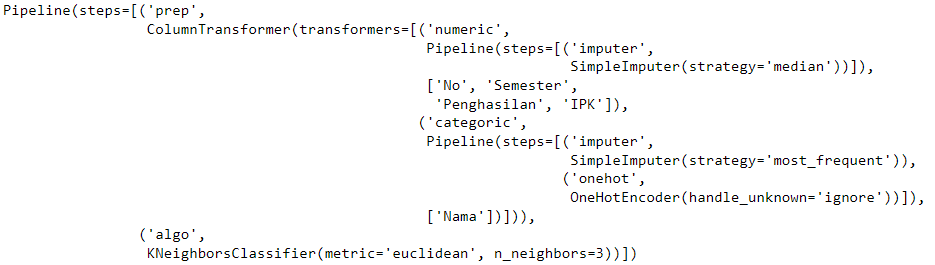 Pipeline(steps=[('prep',
ColumnTransformer(transformers=[('numeric',
Pipeline(steps=[('imputer',
SimpleImputer(strategy='median'))]),
['No', 'Semester',
'Penghasilan', 'IPK']),
('categoric',
Pipeline(steps=[('imputer',
SimpleImputer(strategy='most_frequent')),
('onehot',
OneHotEncoder(handle_unknown='ignore'))]),
['Nama'])])),
('algo',
KNeighborsClassifier(metric='euclidean', n_neighbors=3))])